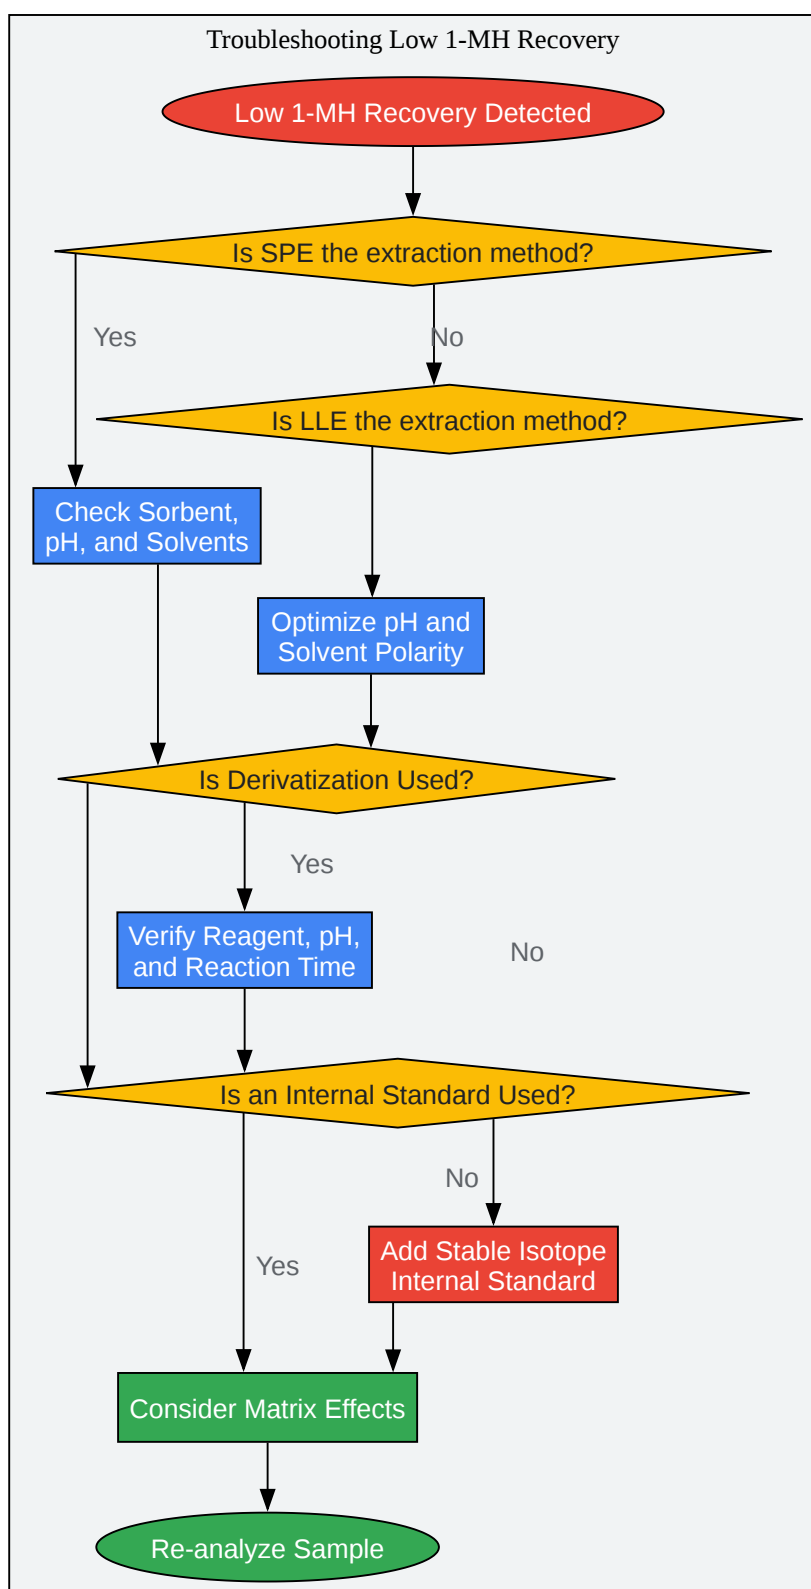 Troubleshooting Low 1-MH Recovery
Low 1-MH Recovery Detected
Is SPE the extraction method?
Yes
No
Is LLE the extraction method?
Check Sorbent,
pH, and Solvents
Optimize pH and
Solvent Polarity
Is Derivatization Used?
Yes
Verify Reagent, pH,
and Reaction Time
No
Is an Internal Standard Used?
No
Add Stable Isotope
Internal Standard
Yes
Consider Matrix Effects
Re-analyze Sample